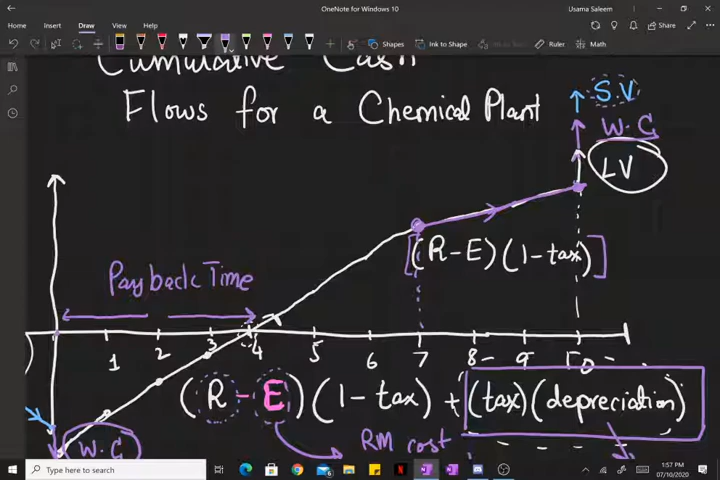 OneNote for Windows 10
Usama Saleem
Home Insert Draw View Share
Shapes Ink to Shape Ruler Math
Cumulative Cash
Flows for a Chemical Plant
S.V
W.C
LV
Payback Time
[(R-E)(1-tax)]
1 2 3 4 5 6 7 8 9 10
(R-E)(1-tax)+(tax)(depreciation)
W.C
RM cost
Type here to search
1:57 PM
07/10/2020